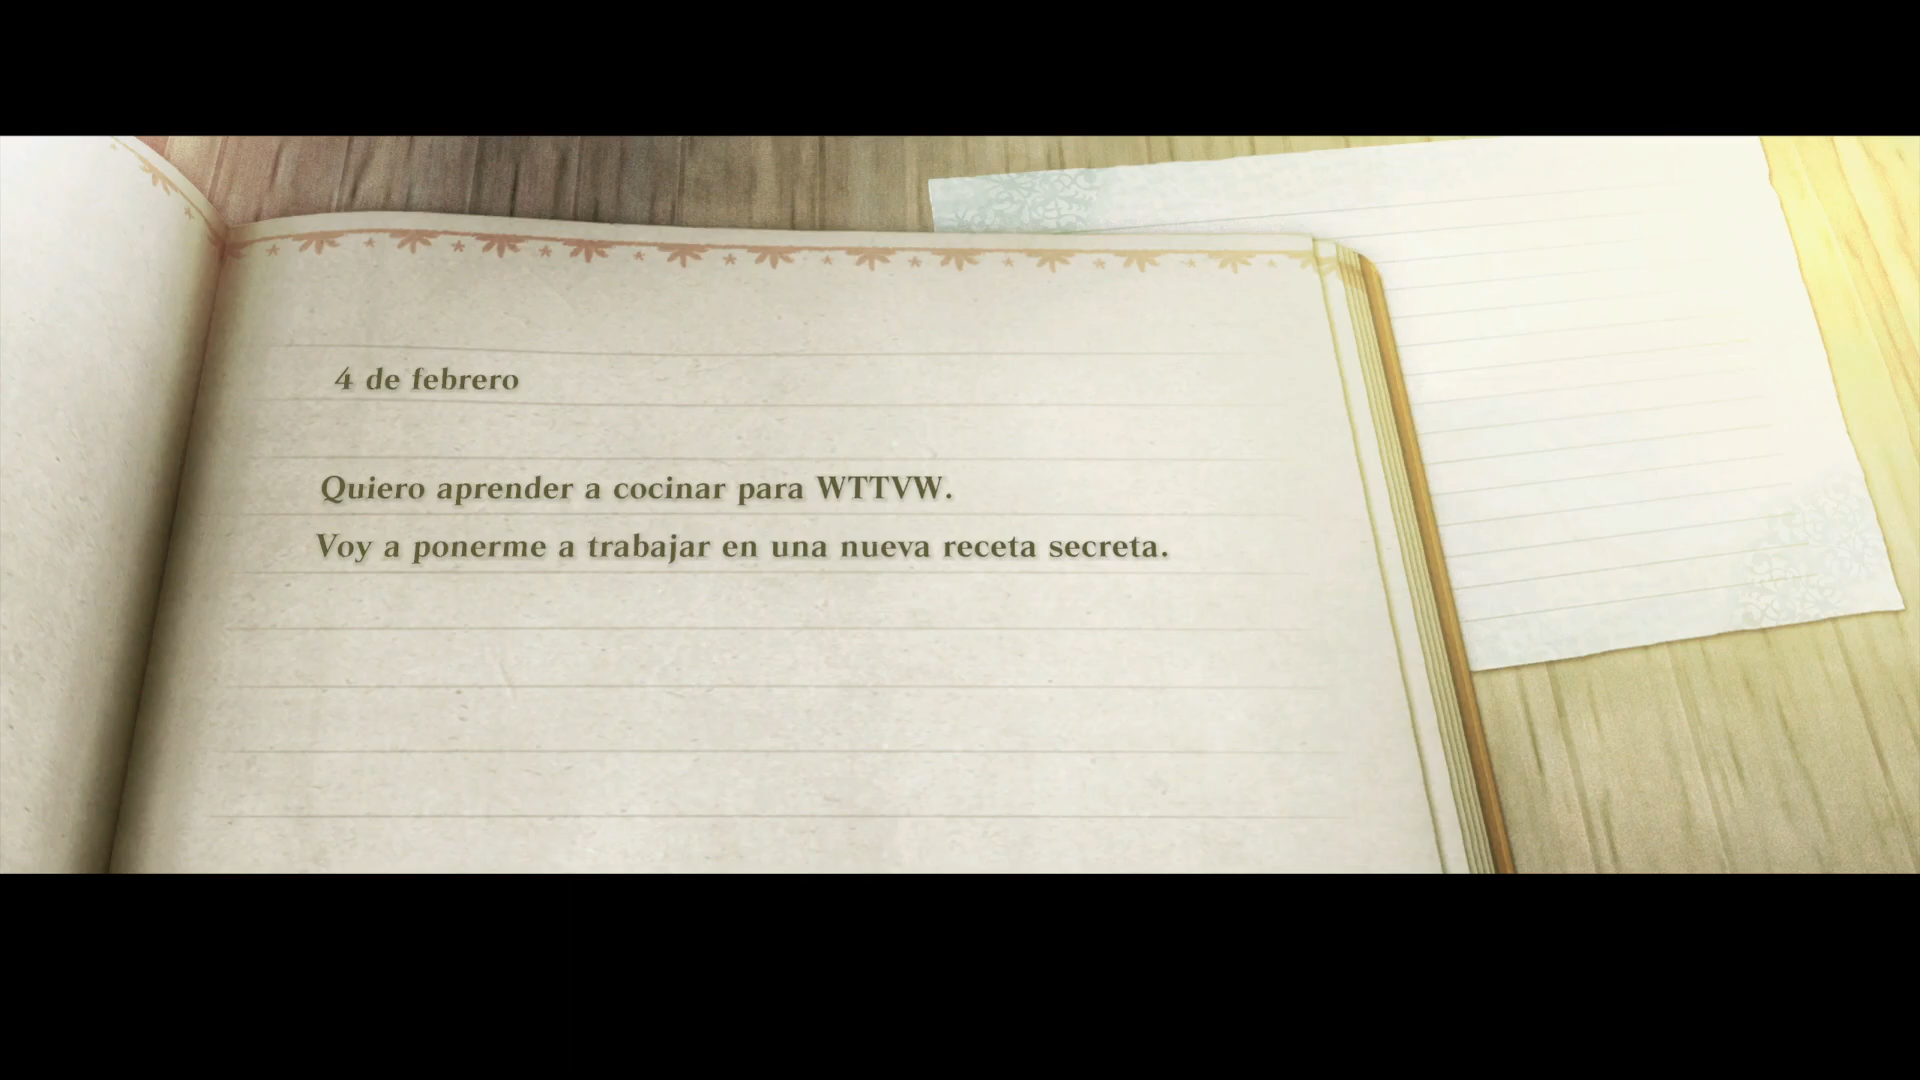 4 de febrero
Quiero aprender a cocinar para WTTVW.
Voy a ponerme a trabajar en una nueva receta secreta.